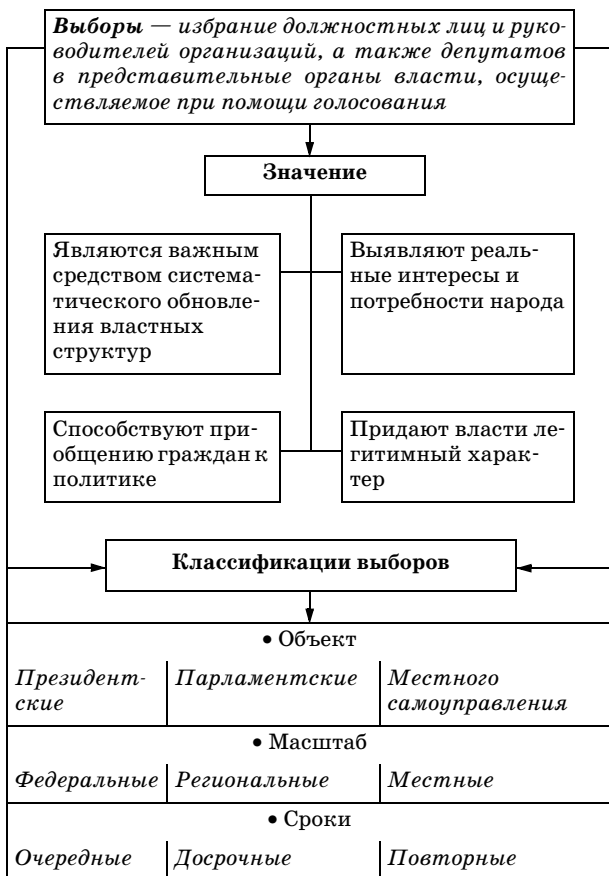 Выборы — избрание должностных лиц и руко-
водителей организаций, а также депутатов
в представительные органы власти, осуще-
ствляемое при помощи голосования
Значение
Являются важным
средством система-
тического обновле-
ния властных
структур
Выявляют реаль-
ные интересы и
потребности народа
Способствуют при-
общению граждан к
политике
Придают власти ле-
гитимный харак-
тер
Классификации выборов
• Объект
Президент-
ские
Парламентские
Местного
самоуправления
• Масштаб
Федеральные
Региональные
Местные
• Сроки
Очередные
Досрочные
Повторные